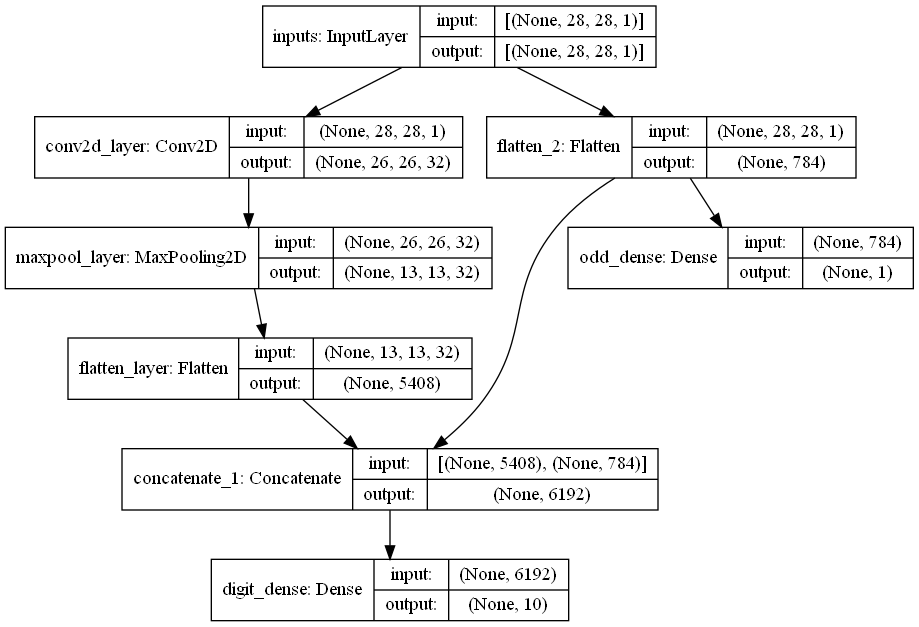 inputs: InputLayer
input:
[(None, 28, 28, 1)]
output:
[(None, 28, 28, 1)]
conv2d_layer: Conv2D
input:
(None, 28, 28, 1)
output:
(None, 26, 26, 32)
flatten_2: Flatten
input:
(None, 28, 28, 1)
output:
(None, 784)
maxpool_layer: MaxPooling2D
input:
(None, 26, 26, 32)
output:
(None, 13, 13, 32)
odd_dense: Dense
input:
(None, 784)
output:
(None, 1)
flatten_layer: Flatten
input:
(None, 13, 13, 32)
output:
(None, 5408)
concatenate_1: Concatenate
input:
[(None, 5408), (None, 784)]
output:
(None, 6192)
digit_dense: Dense
input:
(None, 6192)
output:
(None, 10)